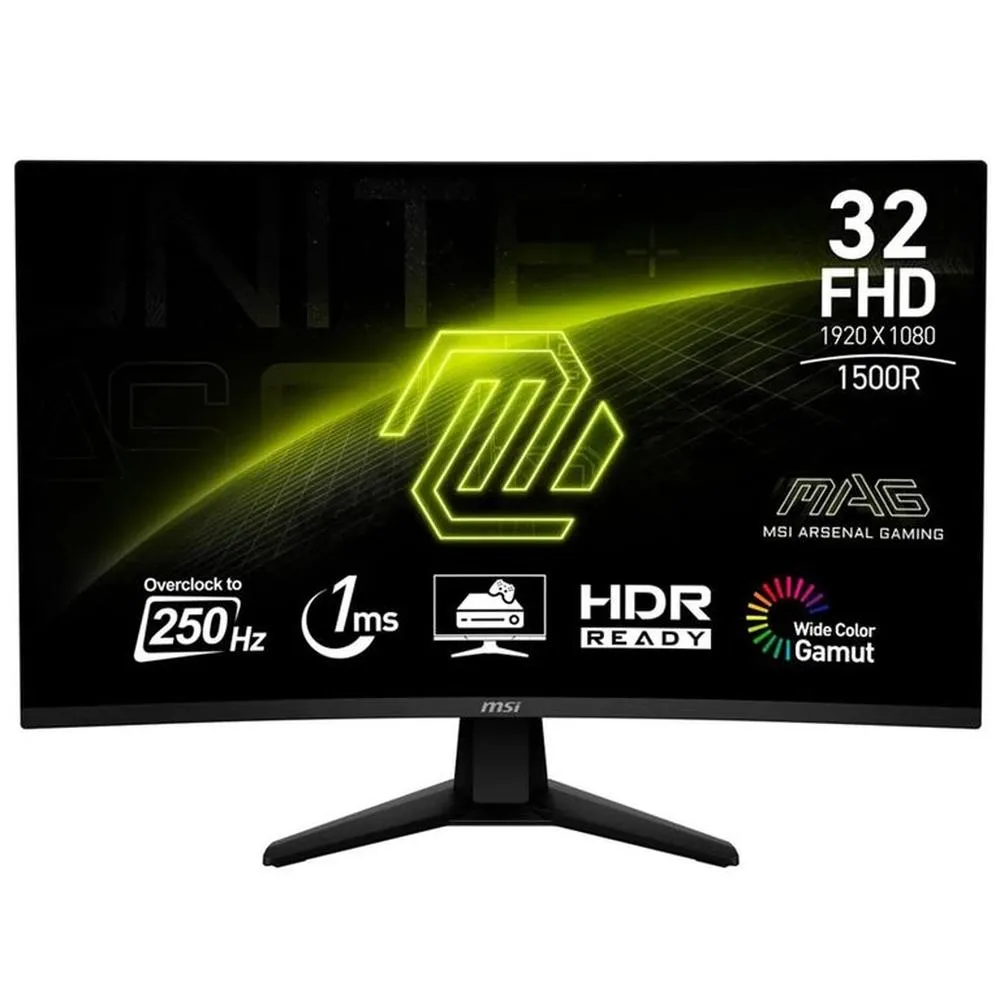 32
FHD
1920 X 1080
1500R
MAG
MSI ARSENAL GAMING
Overclock to
250Hz
1ms
HDR
READY
Wide Color
Gamut
msi